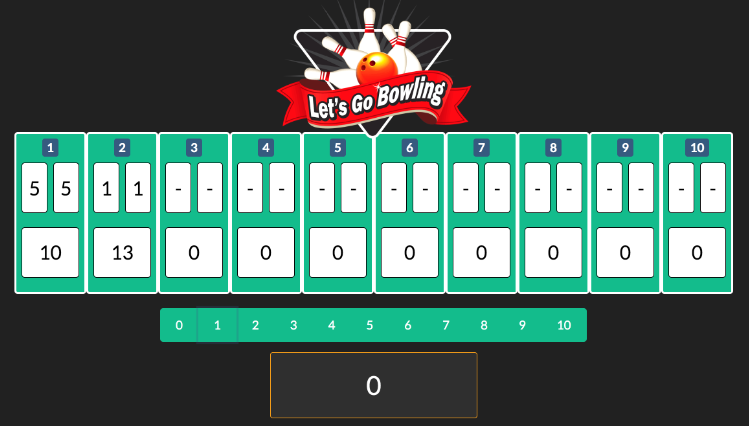 Let's Go Bowling
1 2 3 4 5 6 7 8 9 10
5 5 1 1 - - - - - - - - - - - - - - - -
10 13 0 0 0 0 0 0 0 0
0 1 2 3 4 5 6 7 8 9 10
0